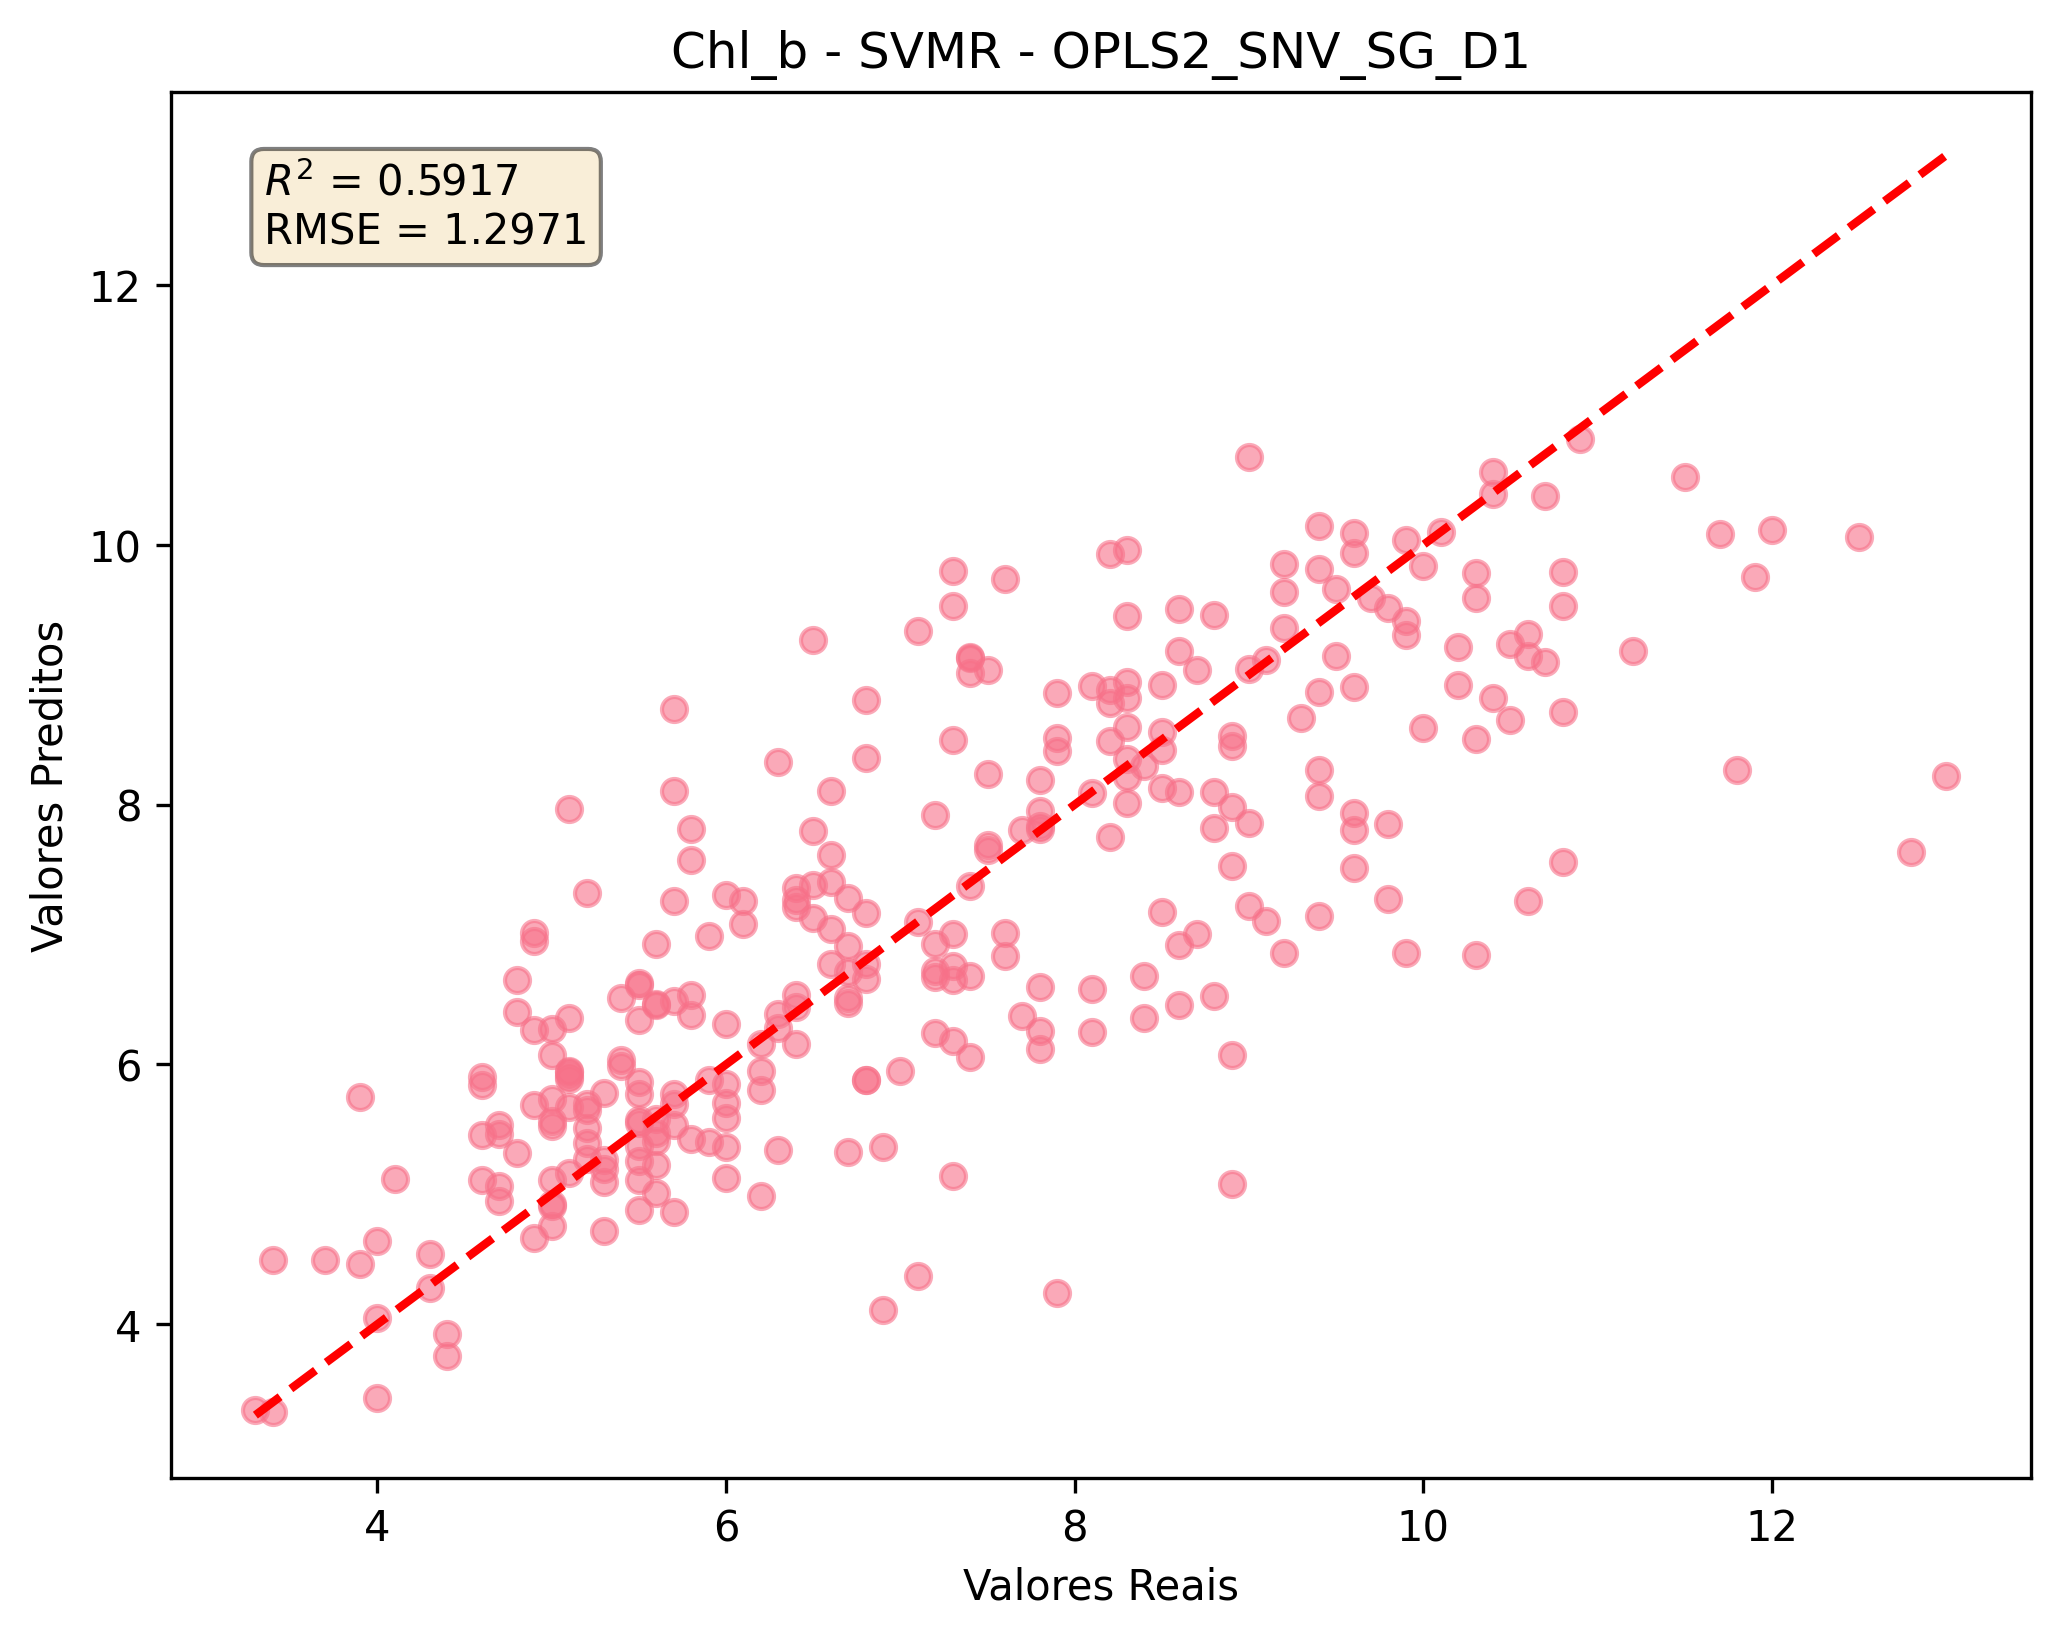 Chl_b - SVMR - OPLS2_SNV_SG_D1
R² = 0.5917
RMSE = 1.2971
Valores Preditos
12
10
8
6
4
4 6 8 10 12
Valores Reais